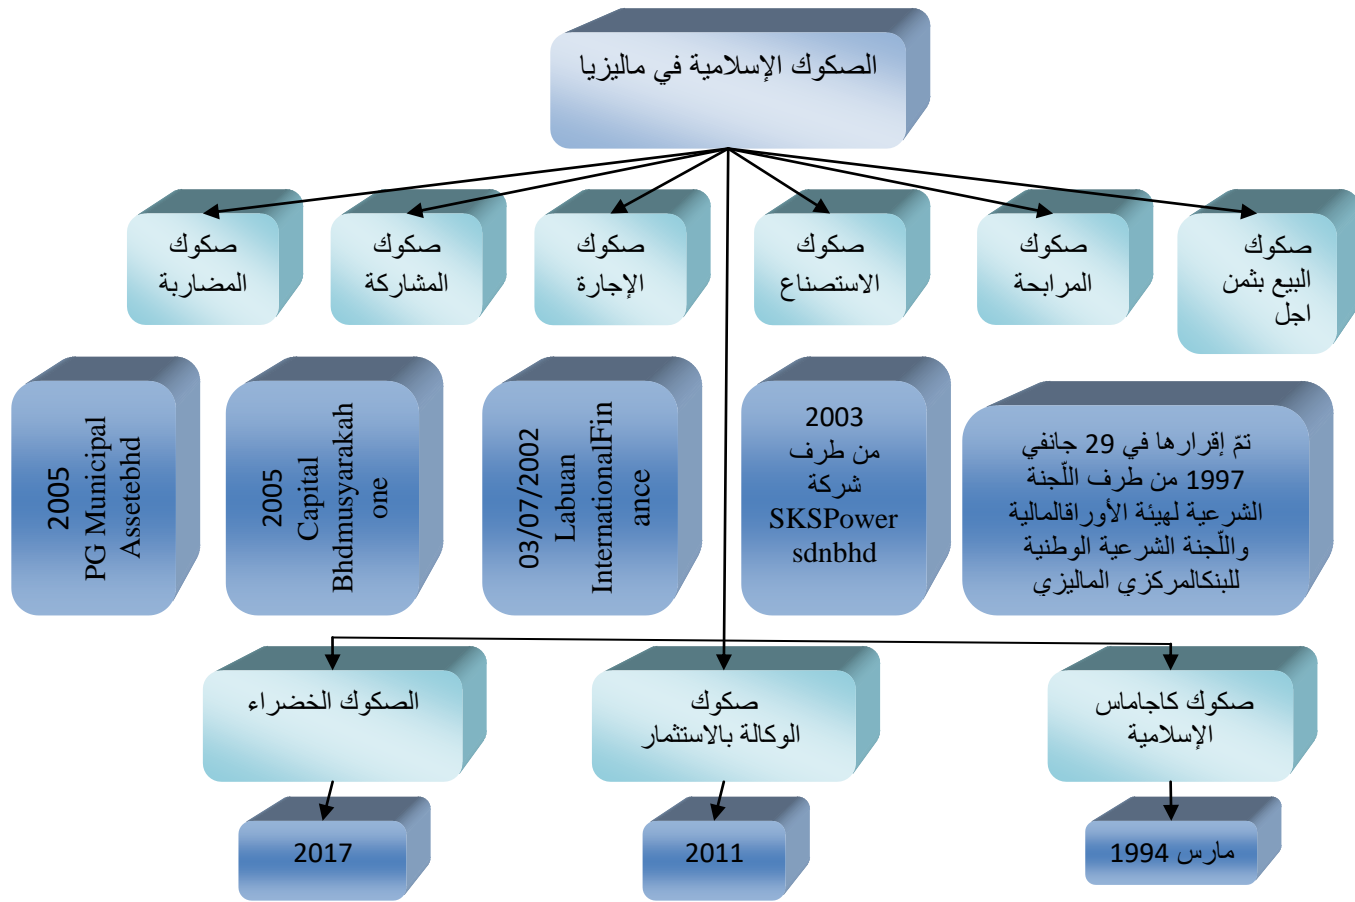 الصكوك الإسلامية في ماليزيا
صكوك
البيع بثمن
اجل
صكوك
المرابحة
صكوك
الاستصناع
صكوك
الإجارة
صكوك
المشاركة
صكوك
المضاربة
تمّ إقرارها في 29 جانفي
1997 من طرف اللّجنة
الشرعية لهيئة الأوراقالمالية
واللّجنة الشرعية الوطنية
للبنكالمركزي الماليزي
2003
من طرف
شركة
SKSPower
sdnbhd
03/07/2002
Labuan
InternationalFin
ance
2005
Capital
Bhdmusyarakah
one
2005
PG Municipal
Assetebhd
صكوك كاجاماس
الإسلامية
صكوك
الوكالة بالاستثمار
الصكوك الخضراء
مارس 1994
2011
2017